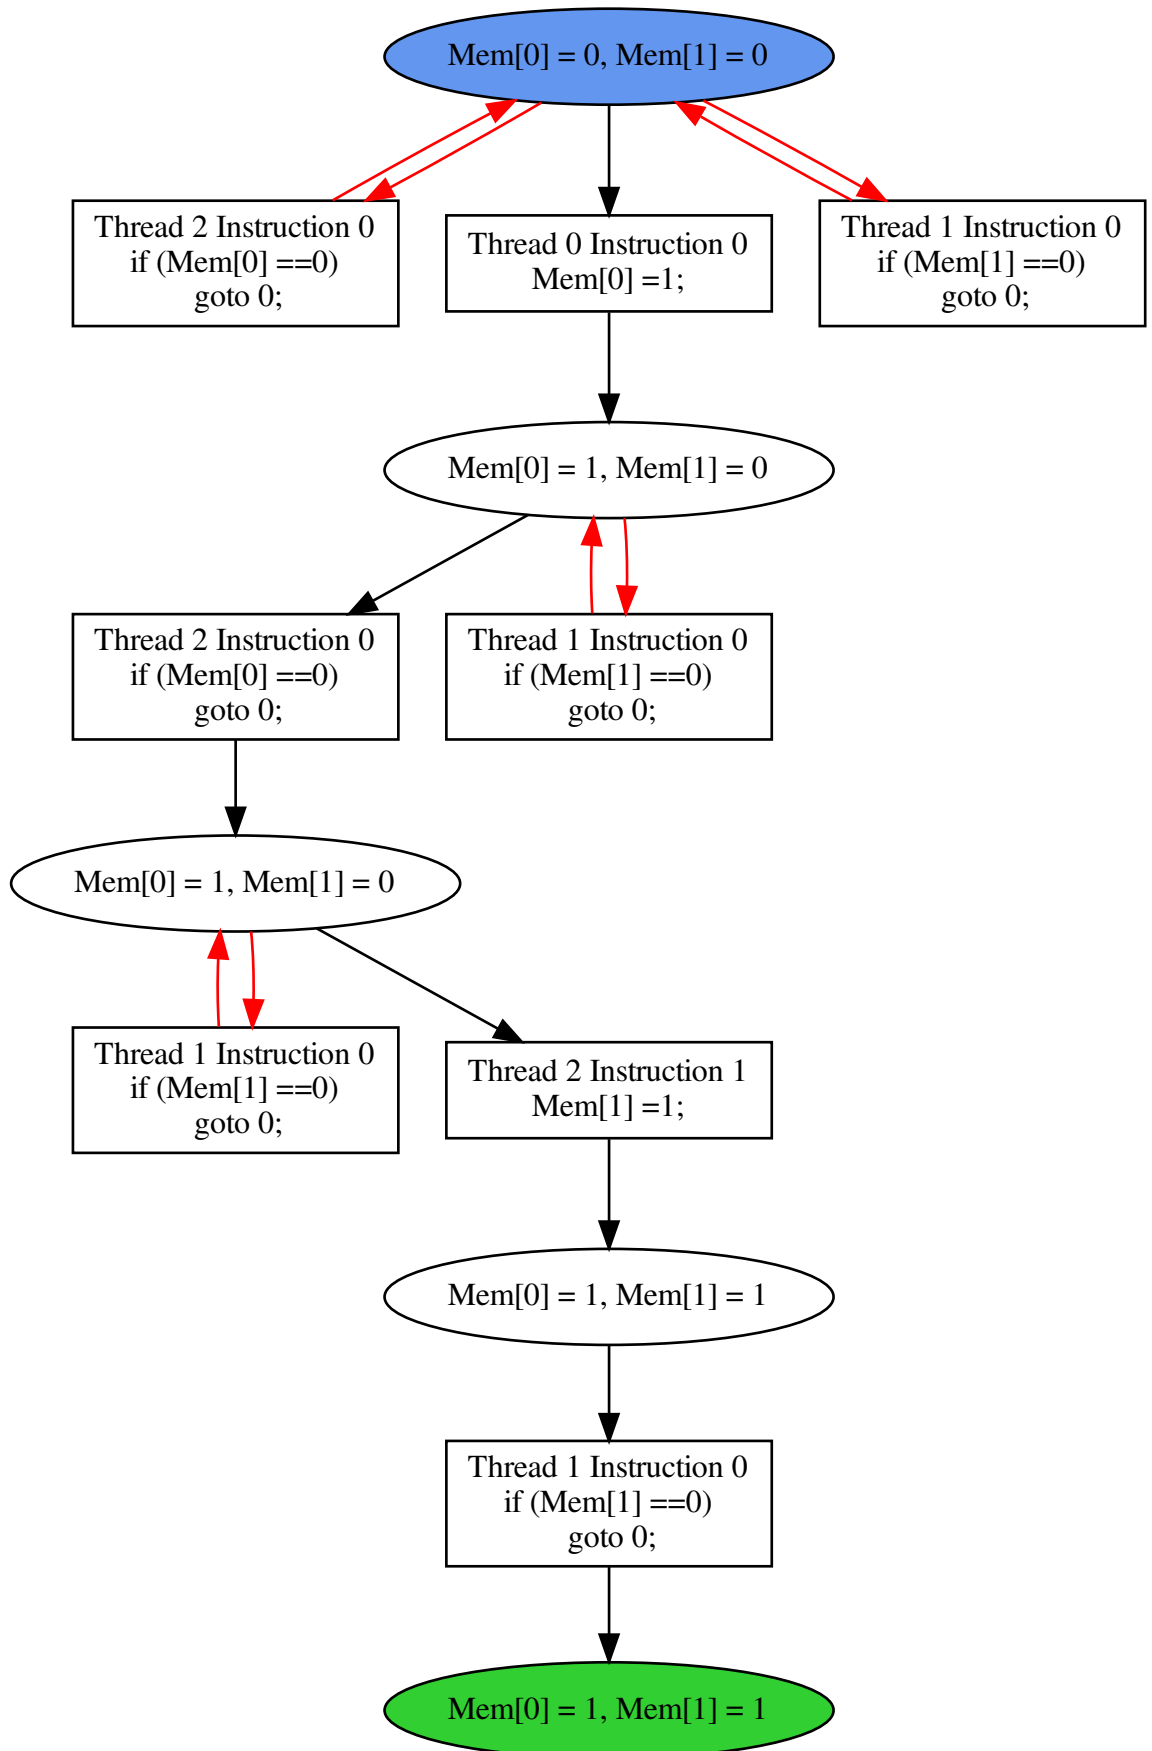 Mem[0] = 0, Mem[1] = 0
Thread 2 Instruction 0
if (Mem[0] ==0)
goto 0;
Thread 0 Instruction 0
Mem[0] =1;
Thread 1 Instruction 0
if (Mem[1] ==0)
goto 0;
Mem[0] = 1, Mem[1] = 0
Thread 2 Instruction 0
if (Mem[0] ==0)
goto 0;
Thread 1 Instruction 0
if (Mem[1] ==0)
goto 0;
Mem[0] = 1, Mem[1] = 0
Thread 1 Instruction 0
if (Mem[1] ==0)
goto 0;
Thread 2 Instruction 1
Mem[1] =1;
Mem[0] = 1, Mem[1] = 1
Thread 1 Instruction 0
if (Mem[1] ==0)
goto 0;
Mem[0] = 1, Mem[1] = 1